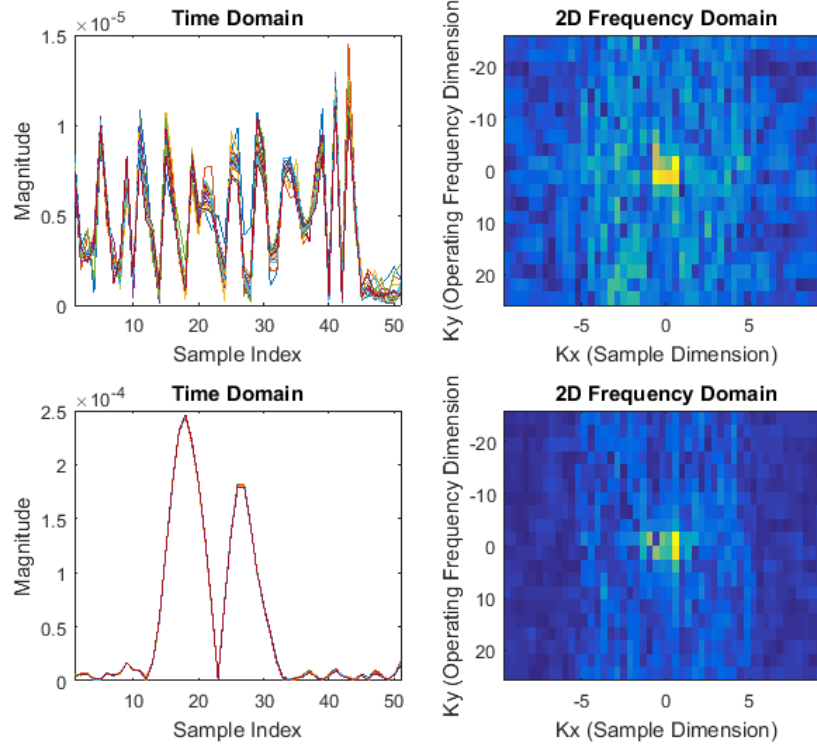 Time Domain
×10-5
1.5
1
0.5
0
Magnitude
10 20 30 40 50
Sample Index
2D Frequency Domain
Ky (Operating Frequency Dimension
-20
-10
0
10
20
-5 0 5
Kx (Sample Dimension)
Time Domain
×10-4
2.5
2
1.5
1
0.5
0
Magnitude
10 20 30 40 50
Sample Index
2D Frequency Domain
Ky (Operating Frequency Dimension
-20
-10
0
10
20
-5 0 5
Kx (Sample Dimension)